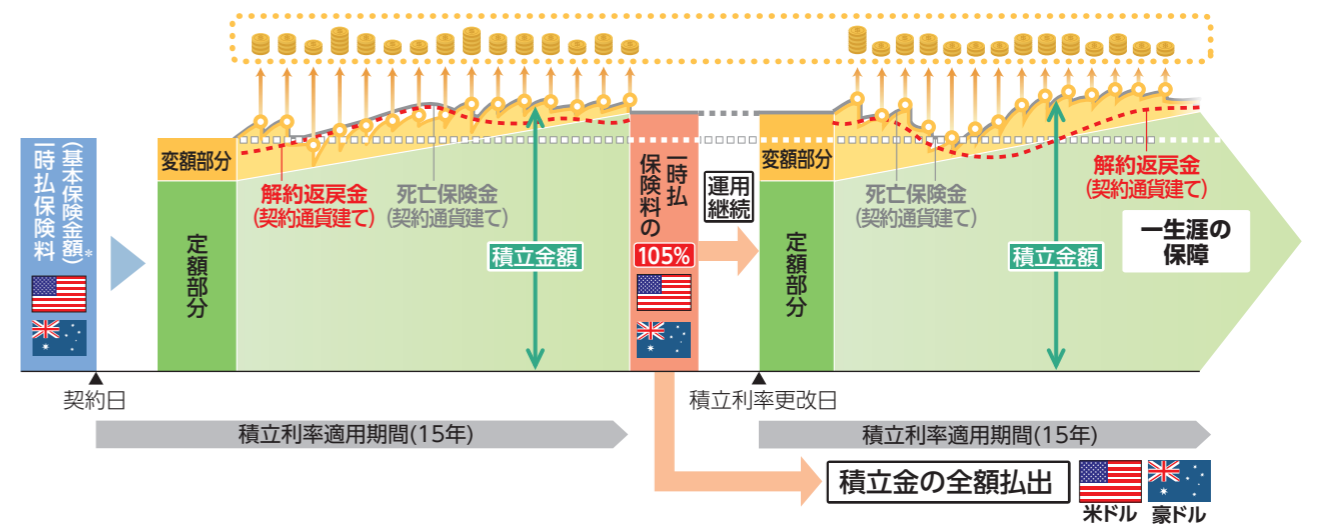 一時払保険料
(基本保険金額)*
契約日
変額部分
定額部分
解約返戻金
(契約通貨建て)
死亡保険金
(契約通貨建て)
積立金額
積立利率適用期間(15年)
一時払
保険料の
105%
運用
継続
積立利率更改日
変額部分
定額部分
死亡保険金
(契約通貨建て)
積立金額
解約返戻金
(契約通貨建て)
一生涯の
保障
積立利率適用期間(15年)
積立金の全額払出
米ドル
豪ドル